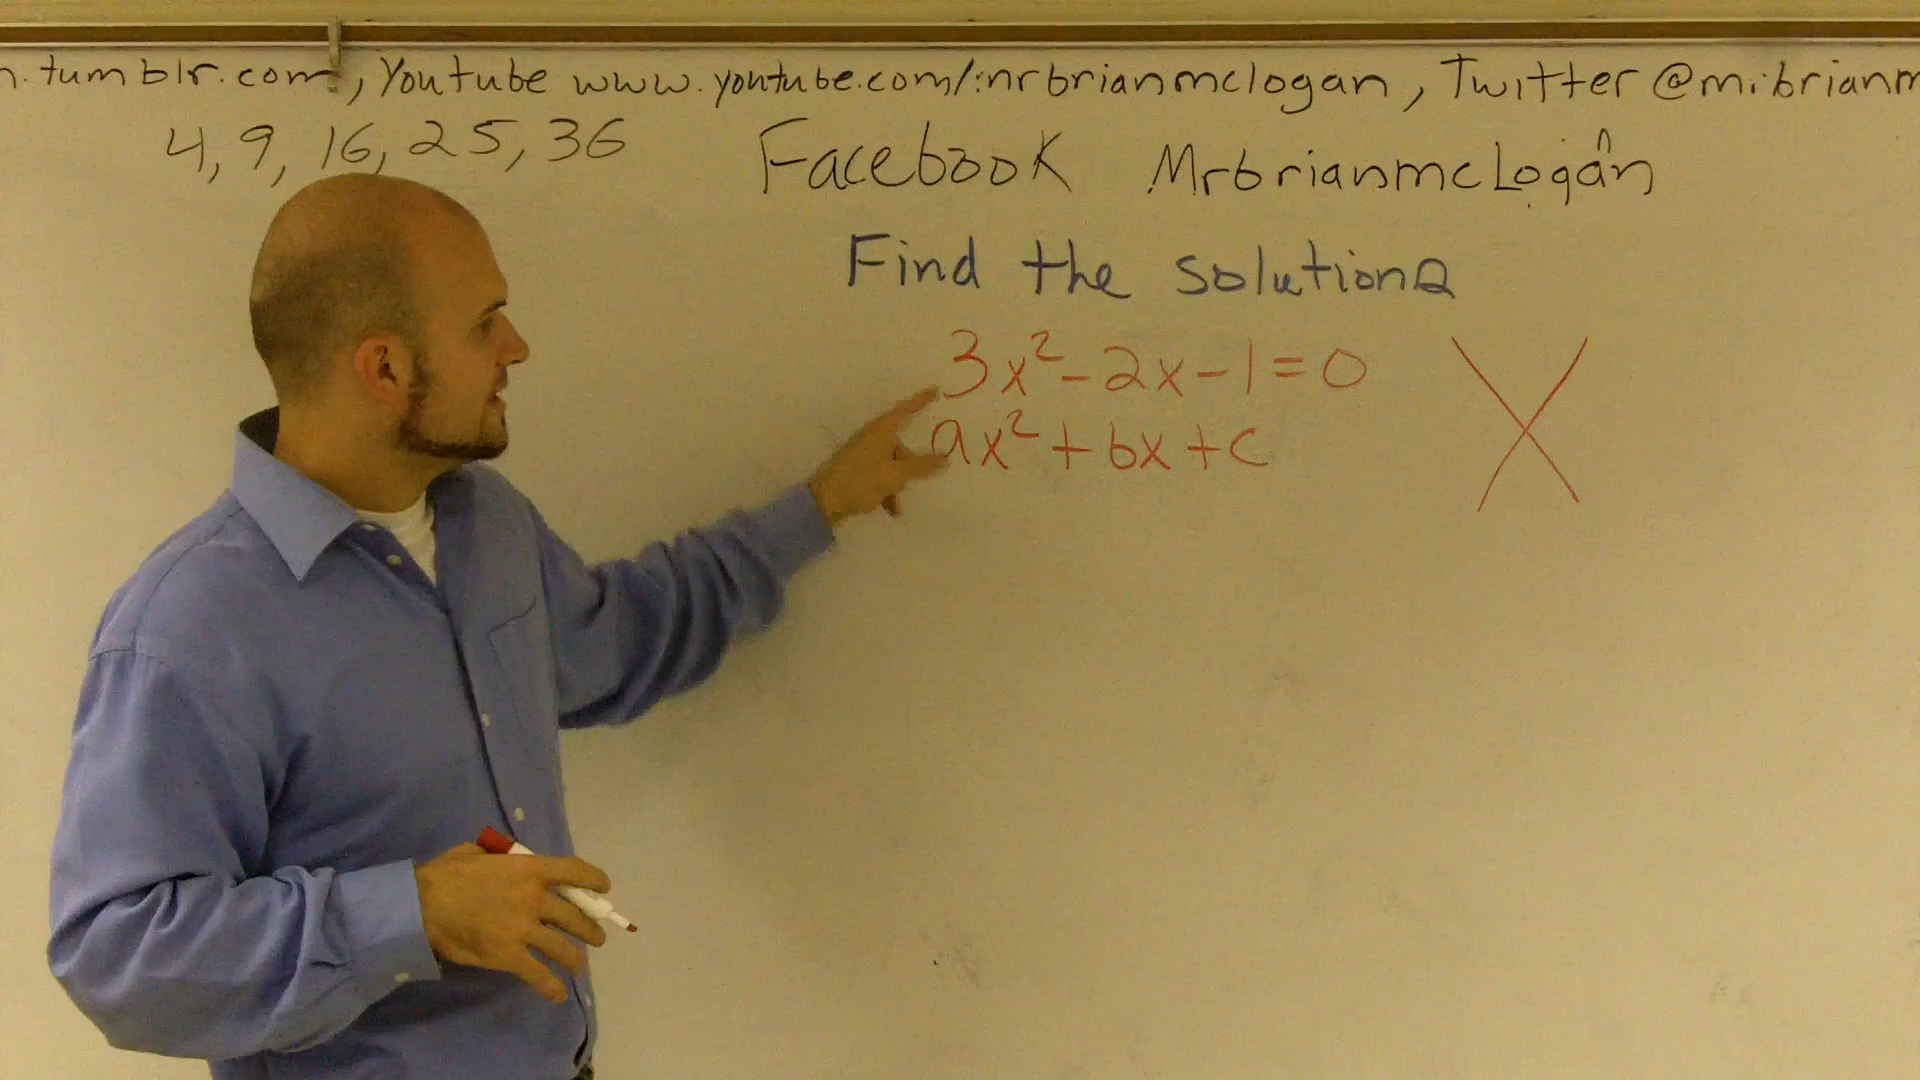 n.tumblr.com, Youtube www.youtube.com/mrbrianmclogan, Twitter @mrbrianm
4, 9, 16, 25, 36
Facebook MrbrianmcLogan
Find the solutions
3x²-2x-1=0
ax²+bx+c
X